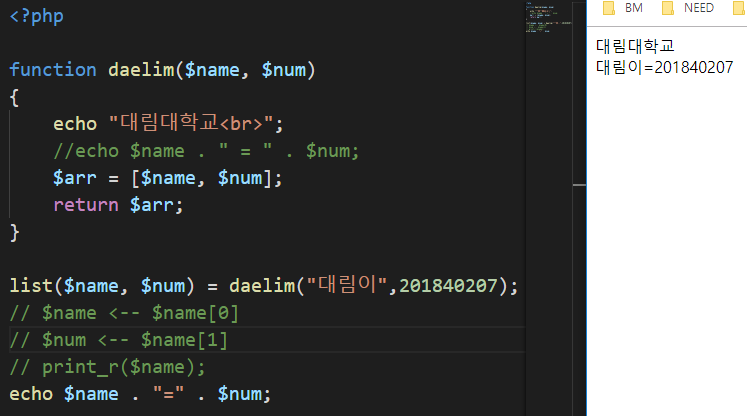 <?php
function daelim($name, $num)
{
echo "대림대학교<br>";
//echo $name . " = " . $num;
$arr = [$name, $num];
return $arr;
}
list($name, $num) = daelim("대림이",201840207);
// $name <-- $name[0]
// $num <-- $name[1]
// print_r($name);
echo $name . "=" . $num;
BM NEED
대림대학교
대림이=201840207